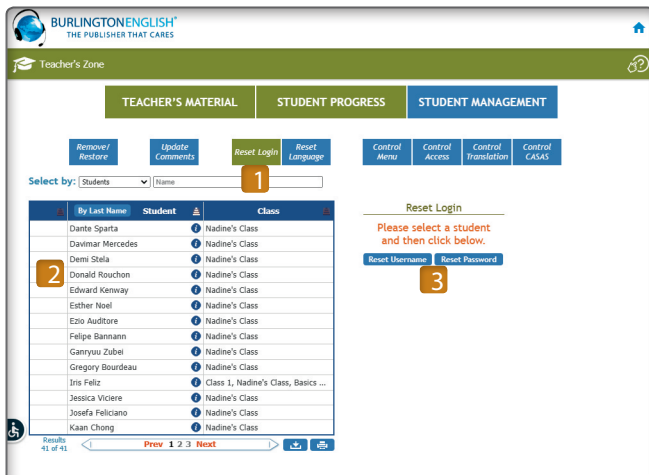 BURLINGTONENGLISH®
THE PUBLISHER THAT CARES
Teacher's Zone
TEACHER'S MATERIAL STUDENT PROGRESS STUDENT MANAGEMENT
Remove/ Restore
Update Comments
Reset Login
Reset Language
Control Menu
Control Access
Control Translation
Control CASAS
1
Select by: Students Name
By Last Name Student Class
Dante Sparta i Nadine's Class
Davimar Mercedes i Nadine's Class
Demi Stela i Nadine's Class
2
Donald Rouchon i Nadine's Class
Edward Kenway i Nadine's Class
Esther Noel i Nadine's Class
Ezio Auditore i Nadine's Class
Felipe Bannann i Nadine's Class
Ganryuu Zubei i Nadine's Class
Gregory Bourdeau i Nadine's Class
Iris Feliz i Class 1, Nadine's Class, Basics ...
Jessica Viciere i Nadine's Class
Josefa Feliciano i Nadine's Class
Kaan Chong i Nadine's Class
Results
41 of 41
Prev 1 2 3 Next
Reset Login
Please select a student
and then click below.
Reset Username Reset Password
3